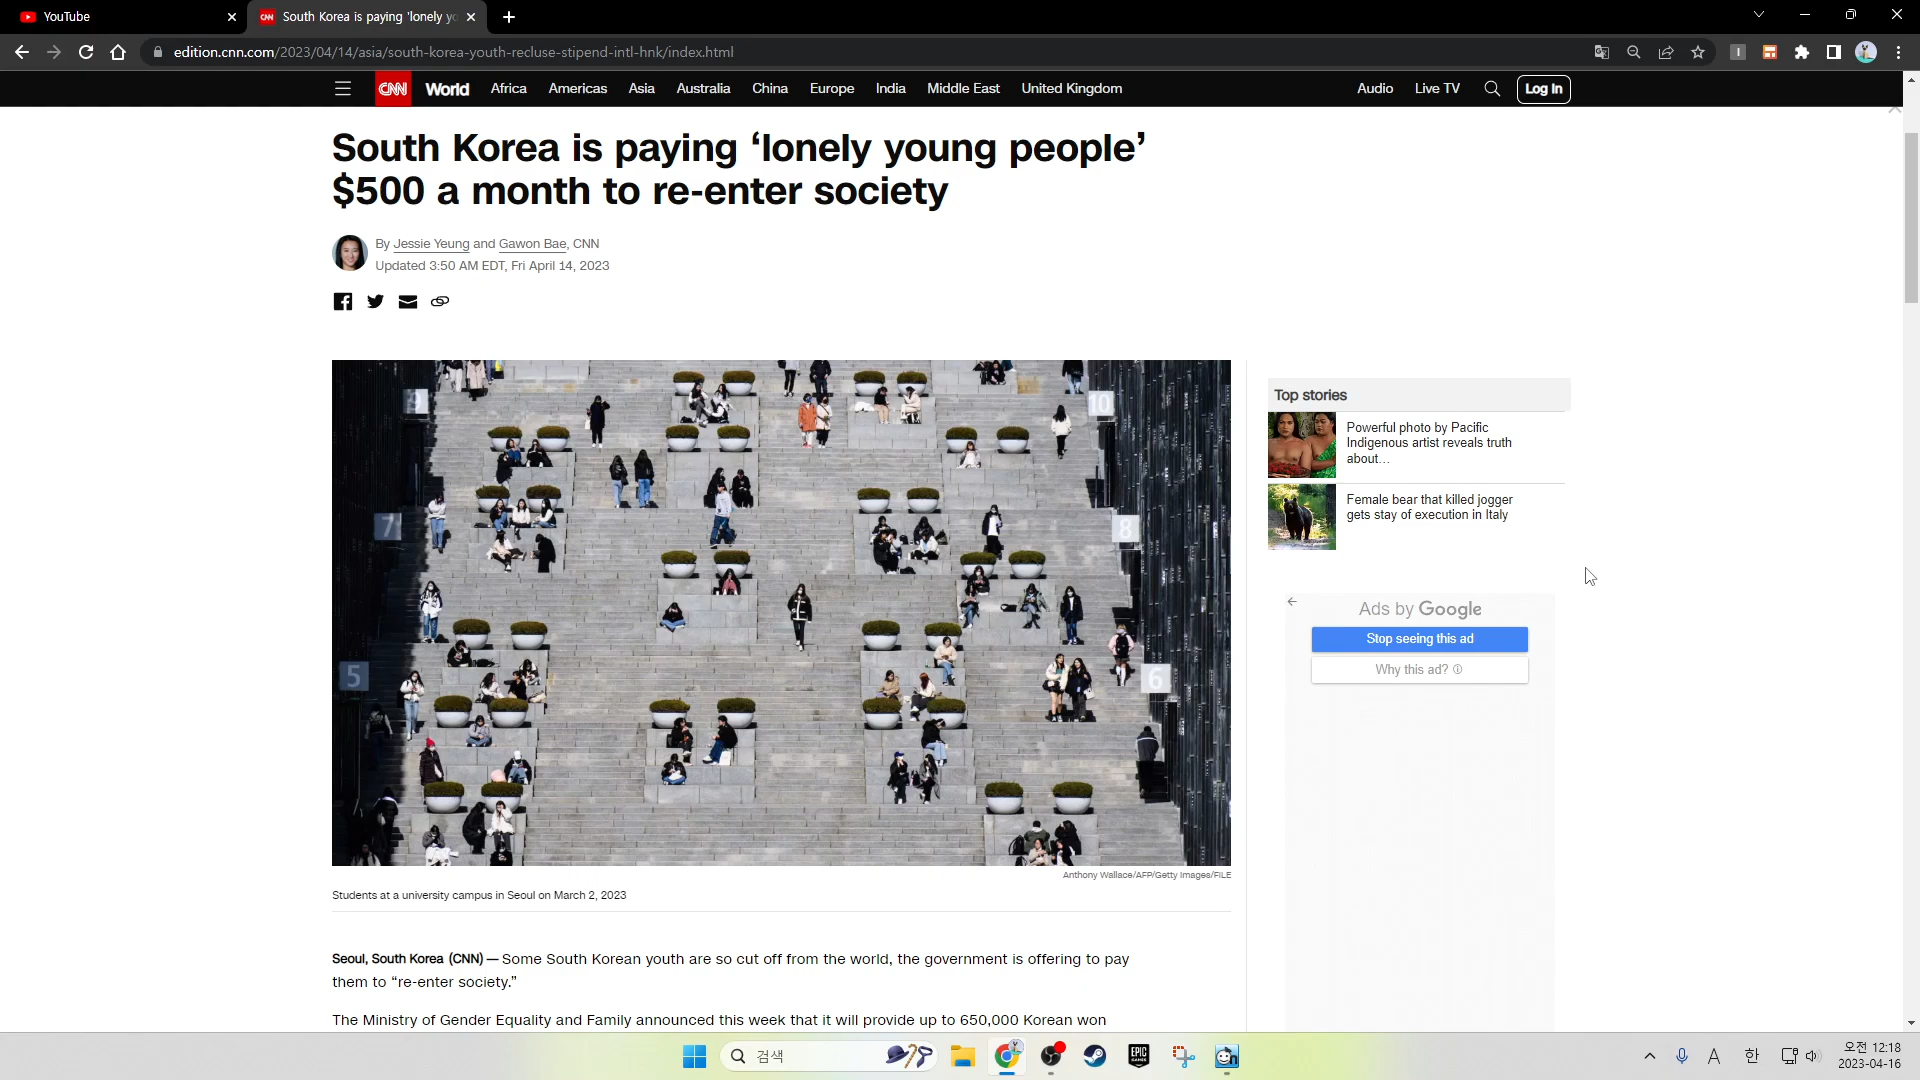 YouTube
South Korea is paying 'lonely yo
edition.cnn.com/2023/04/14/asia/south-korea-youth-recluse-stipend-intl-hnk/index.html
CNN World Africa Americas Asia Australia China Europe India Middle East United Kingdom Audio Live TV Log In
South Korea is paying ‘lonely young people’
$500 a month to re-enter society
By Jessie Yeung and Gawon Bae, CNN
Updated 3:50 AM EDT, Fri April 14, 2023
9
10
7
8
5
6
Anthony Wallace/AFP/Getty Images/FILE
Students at a university campus in Seoul on March 2, 2023
Seoul, South Korea (CNN) — Some South Korean youth are so cut off from the world, the government is offering to pay
them to “re-enter society.”
The Ministry of Gender Equality and Family announced this week that it will provide up to 650,000 Korean won
Top stories
Powerful photo by Pacific
Indigenous artist reveals truth
about…
Female bear that killed jogger
gets stay of execution in Italy
Ads by Google
Stop seeing this ad
Why this ad?
검색
EPIC GAMES
A 한
오전 12:18
2023-04-16